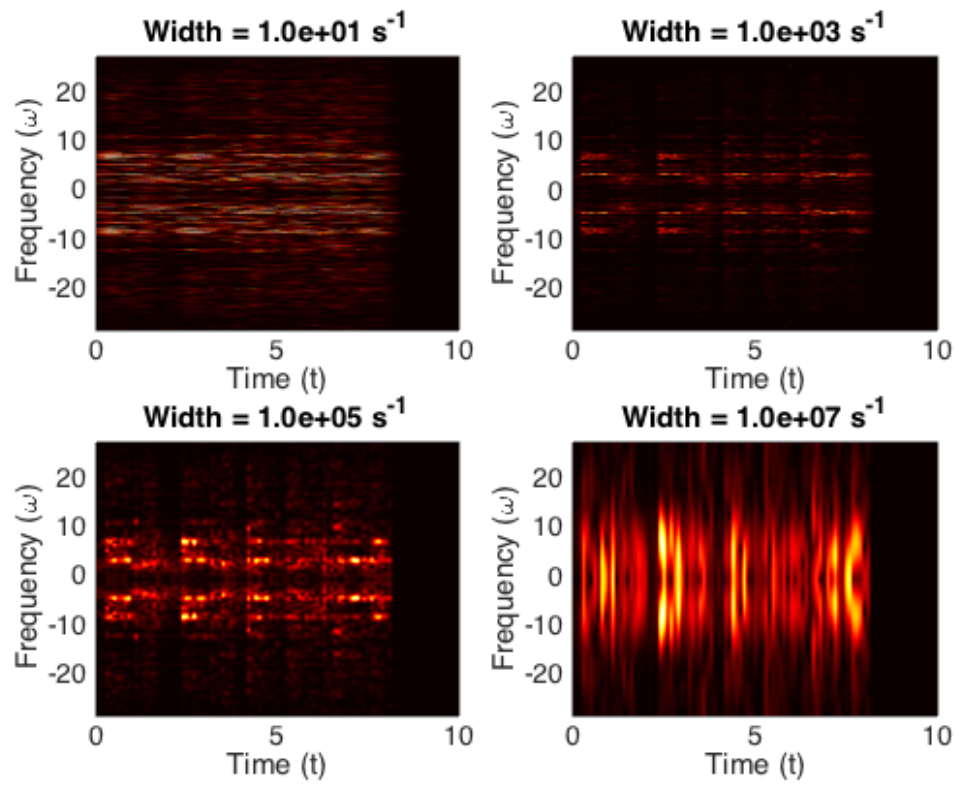 Width = 1.0e+01 s⁻¹
Frequency (ω)
20
10
0
-10
-20
0 5 10
Time (t)
Width = 1.0e+03 s⁻¹
Frequency (ω)
20
10
0
-10
-20
0 5 10
Time (t)
Width = 1.0e+05 s⁻¹
Frequency (ω)
20
10
0
-10
-20
0 5 10
Time (t)
Width = 1.0e+07 s⁻¹
Frequency (ω)
20
10
0
-10
-20
0 5 10
Time (t)